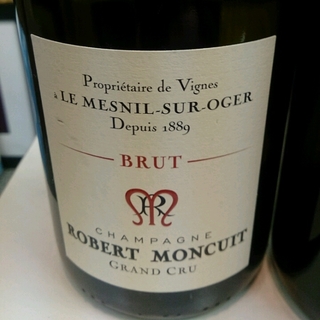 Propriétaire de Vignes
à LE MESNIL-SUR-OGER
Depuis 1889
BRUT
RM
CHAMPAGNE
ROBERT MONCUIT
GRAND CRU